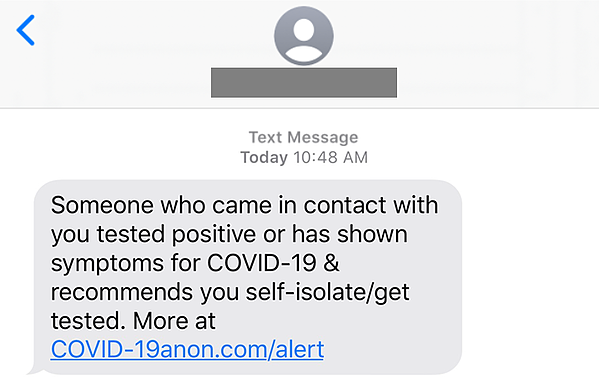 Text Message
Today 10:48 AM
Someone who came in contact with
you tested positive or has shown
symptoms for COVID-19 &
recommends you self-isolate/get
tested. More at
COVID-19anon.com/alert